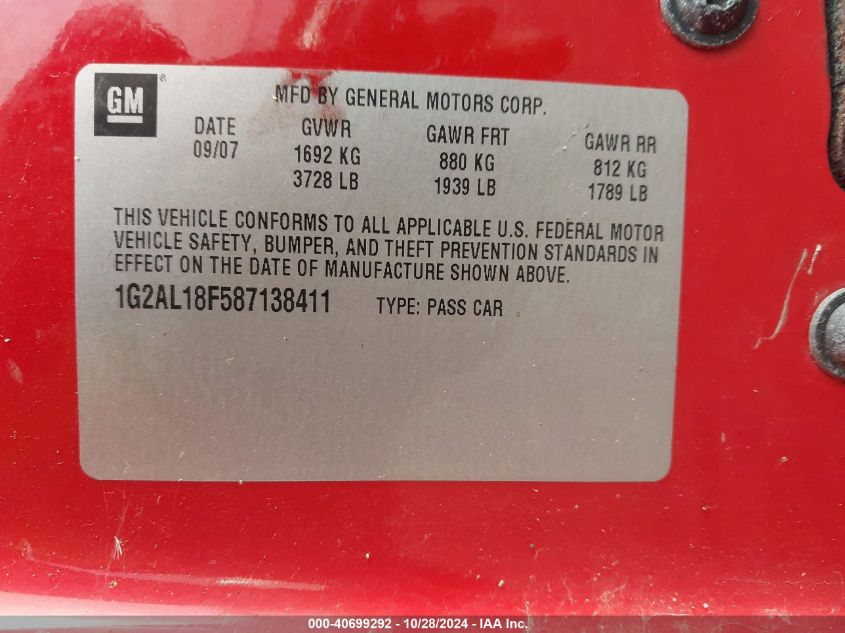 GM ®
MFD BY GENERAL MOTORS CORP.
DATE GVWR GAWR FRT GAWR RR
09/07 1692 KG 880 KG 812 KG
3728 LB 1939 LB 1789 LB
THIS VEHICLE CONFORMS TO ALL APPLICABLE U.S. FEDERAL MOTOR
VEHICLE SAFETY, BUMPER, AND THEFT PREVENTION STANDARDS IN
EFFECT ON THE DATE OF MANUFACTURE SHOWN ABOVE.
1G2AL18F587138411 TYPE: PASS CAR
000-40699292 - 10/28/2024 - IAA Inc.